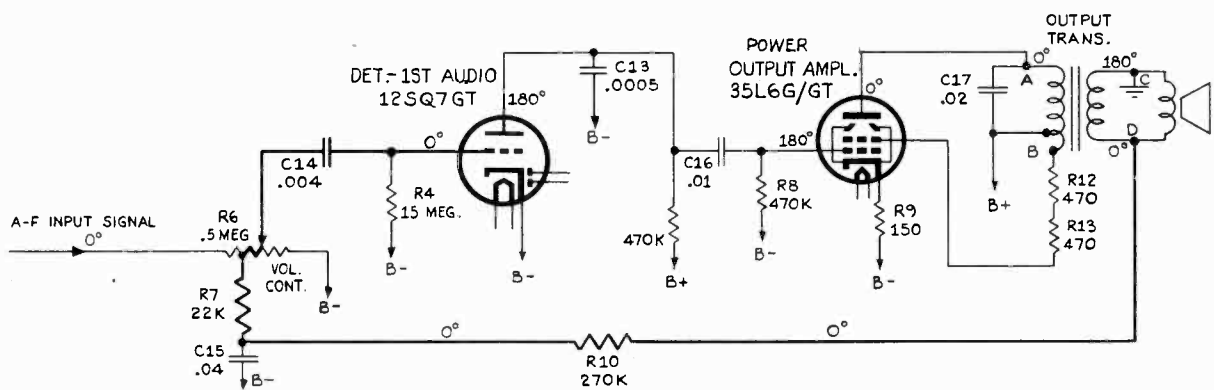 OUTPUT
TRANS.
POWER
OUTPUT AMPL.
35L6G/GT
DET.-1ST AUDIO
12SQ7GT
C13
.0005
B-
180°
0°
0°
C17
.02
A
180°
C
D
0°
B
B+
C14
.004
0°
R4
15 MEG.
B-
B-
C16
.01
180°
R8
470K
B-
470K
B+
R9
150
B-
R12
470
R13
470
A-F INPUT SIGNAL
0°
R6
.5 MEG
VOL.
CONT.
B-
R7
22K
C15
.04
B-
0°
R10
270K
0°